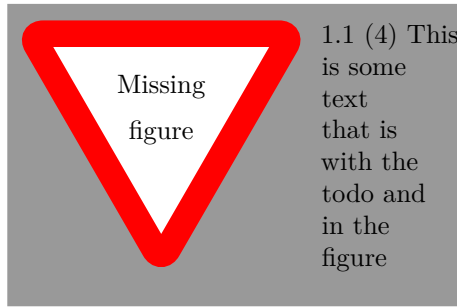 Missing
figure
1.1 (4) This
is some
text
that is
with the
todo and
in the
figure